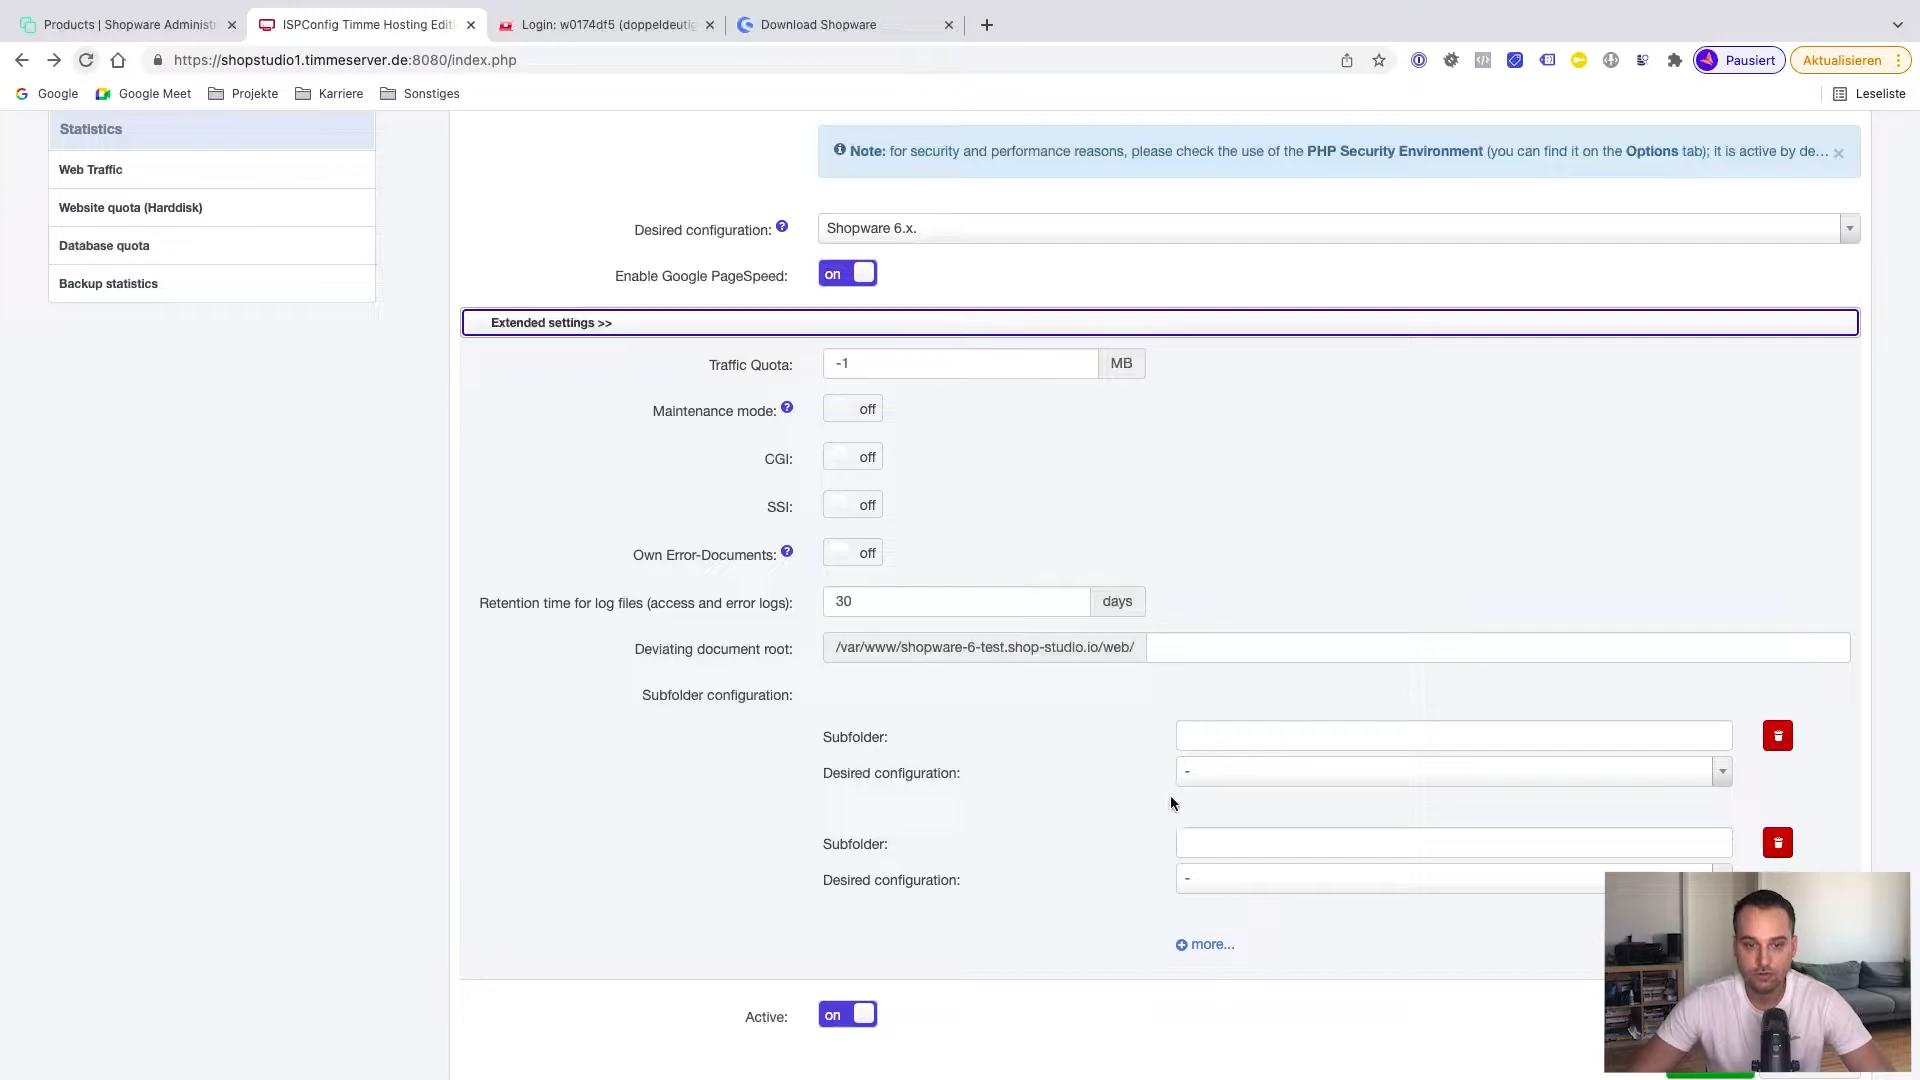 Products | Shopware Administ
ISPConfig Timme Hosting Editi
Login: w0174df5 (doppeldeutig
Download Shopware
https://shopstudio1.timmeserver.de:8080/index.php
Pausiert
Aktualisieren
Google
Google Meet
Projekte
Karriere
Sonstiges
Leseliste
Statistics
Web Traffic
Website quota (Harddisk)
Database quota
Backup statistics
Note: for security and performance reasons, please check the use of the PHP Security Environment (you can find it on the Options tab); it is active by de...
Desired configuration:
Shopware 6.x.
Enable Google PageSpeed:
on
Extended settings >>
Traffic Quota:
-1
MB
Maintenance mode:
off
CGI:
off
SSI:
off
Own Error-Documents:
off
Retention time for log files (access and error logs):
30
days
Deviating document root:
/var/www/shopware-6-test.shop-studio.io/web/
Subfolder configuration:
Subfolder:
Desired configuration:
-
Subfolder:
Desired configuration:
-
more...
Active:
on